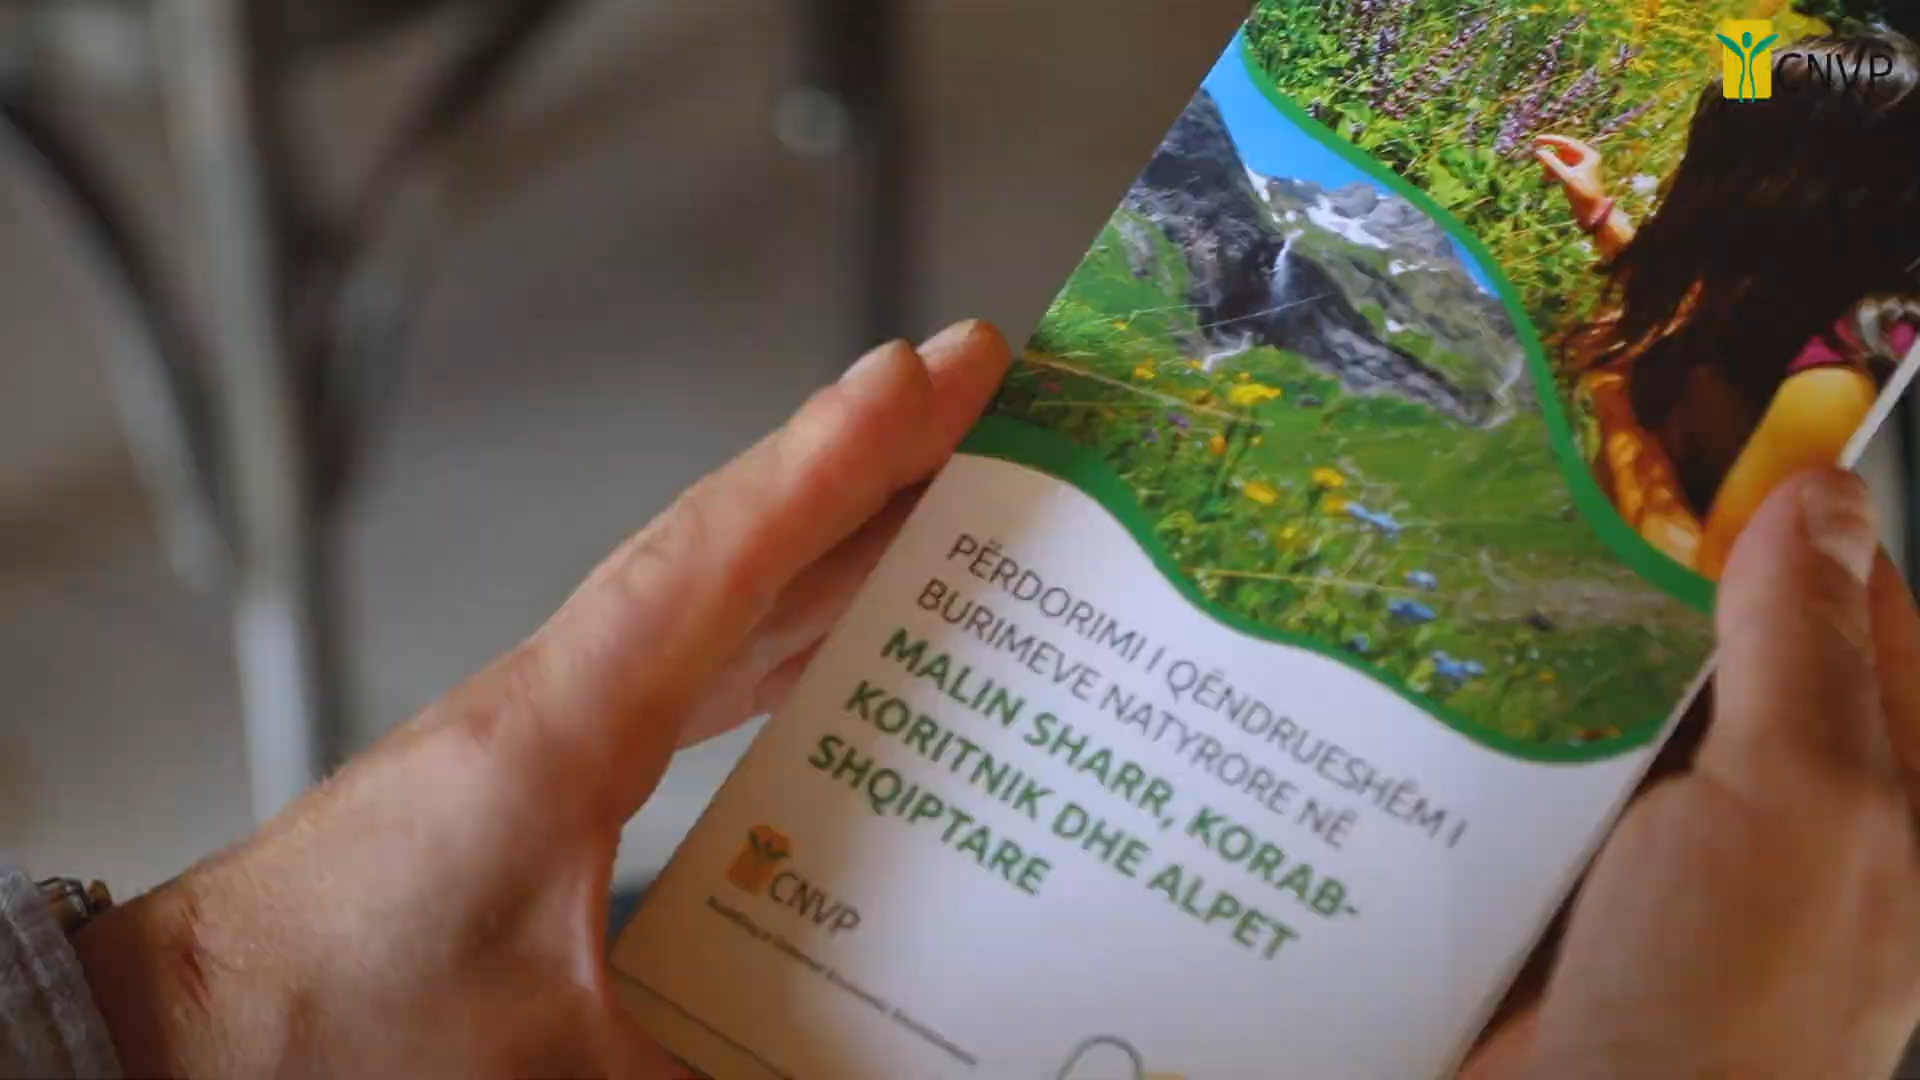 CNVP
PËRDORIMI I QËNDRUESHËM I
BURIMEVE NATYRORE NË
MALIN SHARR, KORAB-
KORITNIK DHE ALPET
SHQIPTARE
CNVP